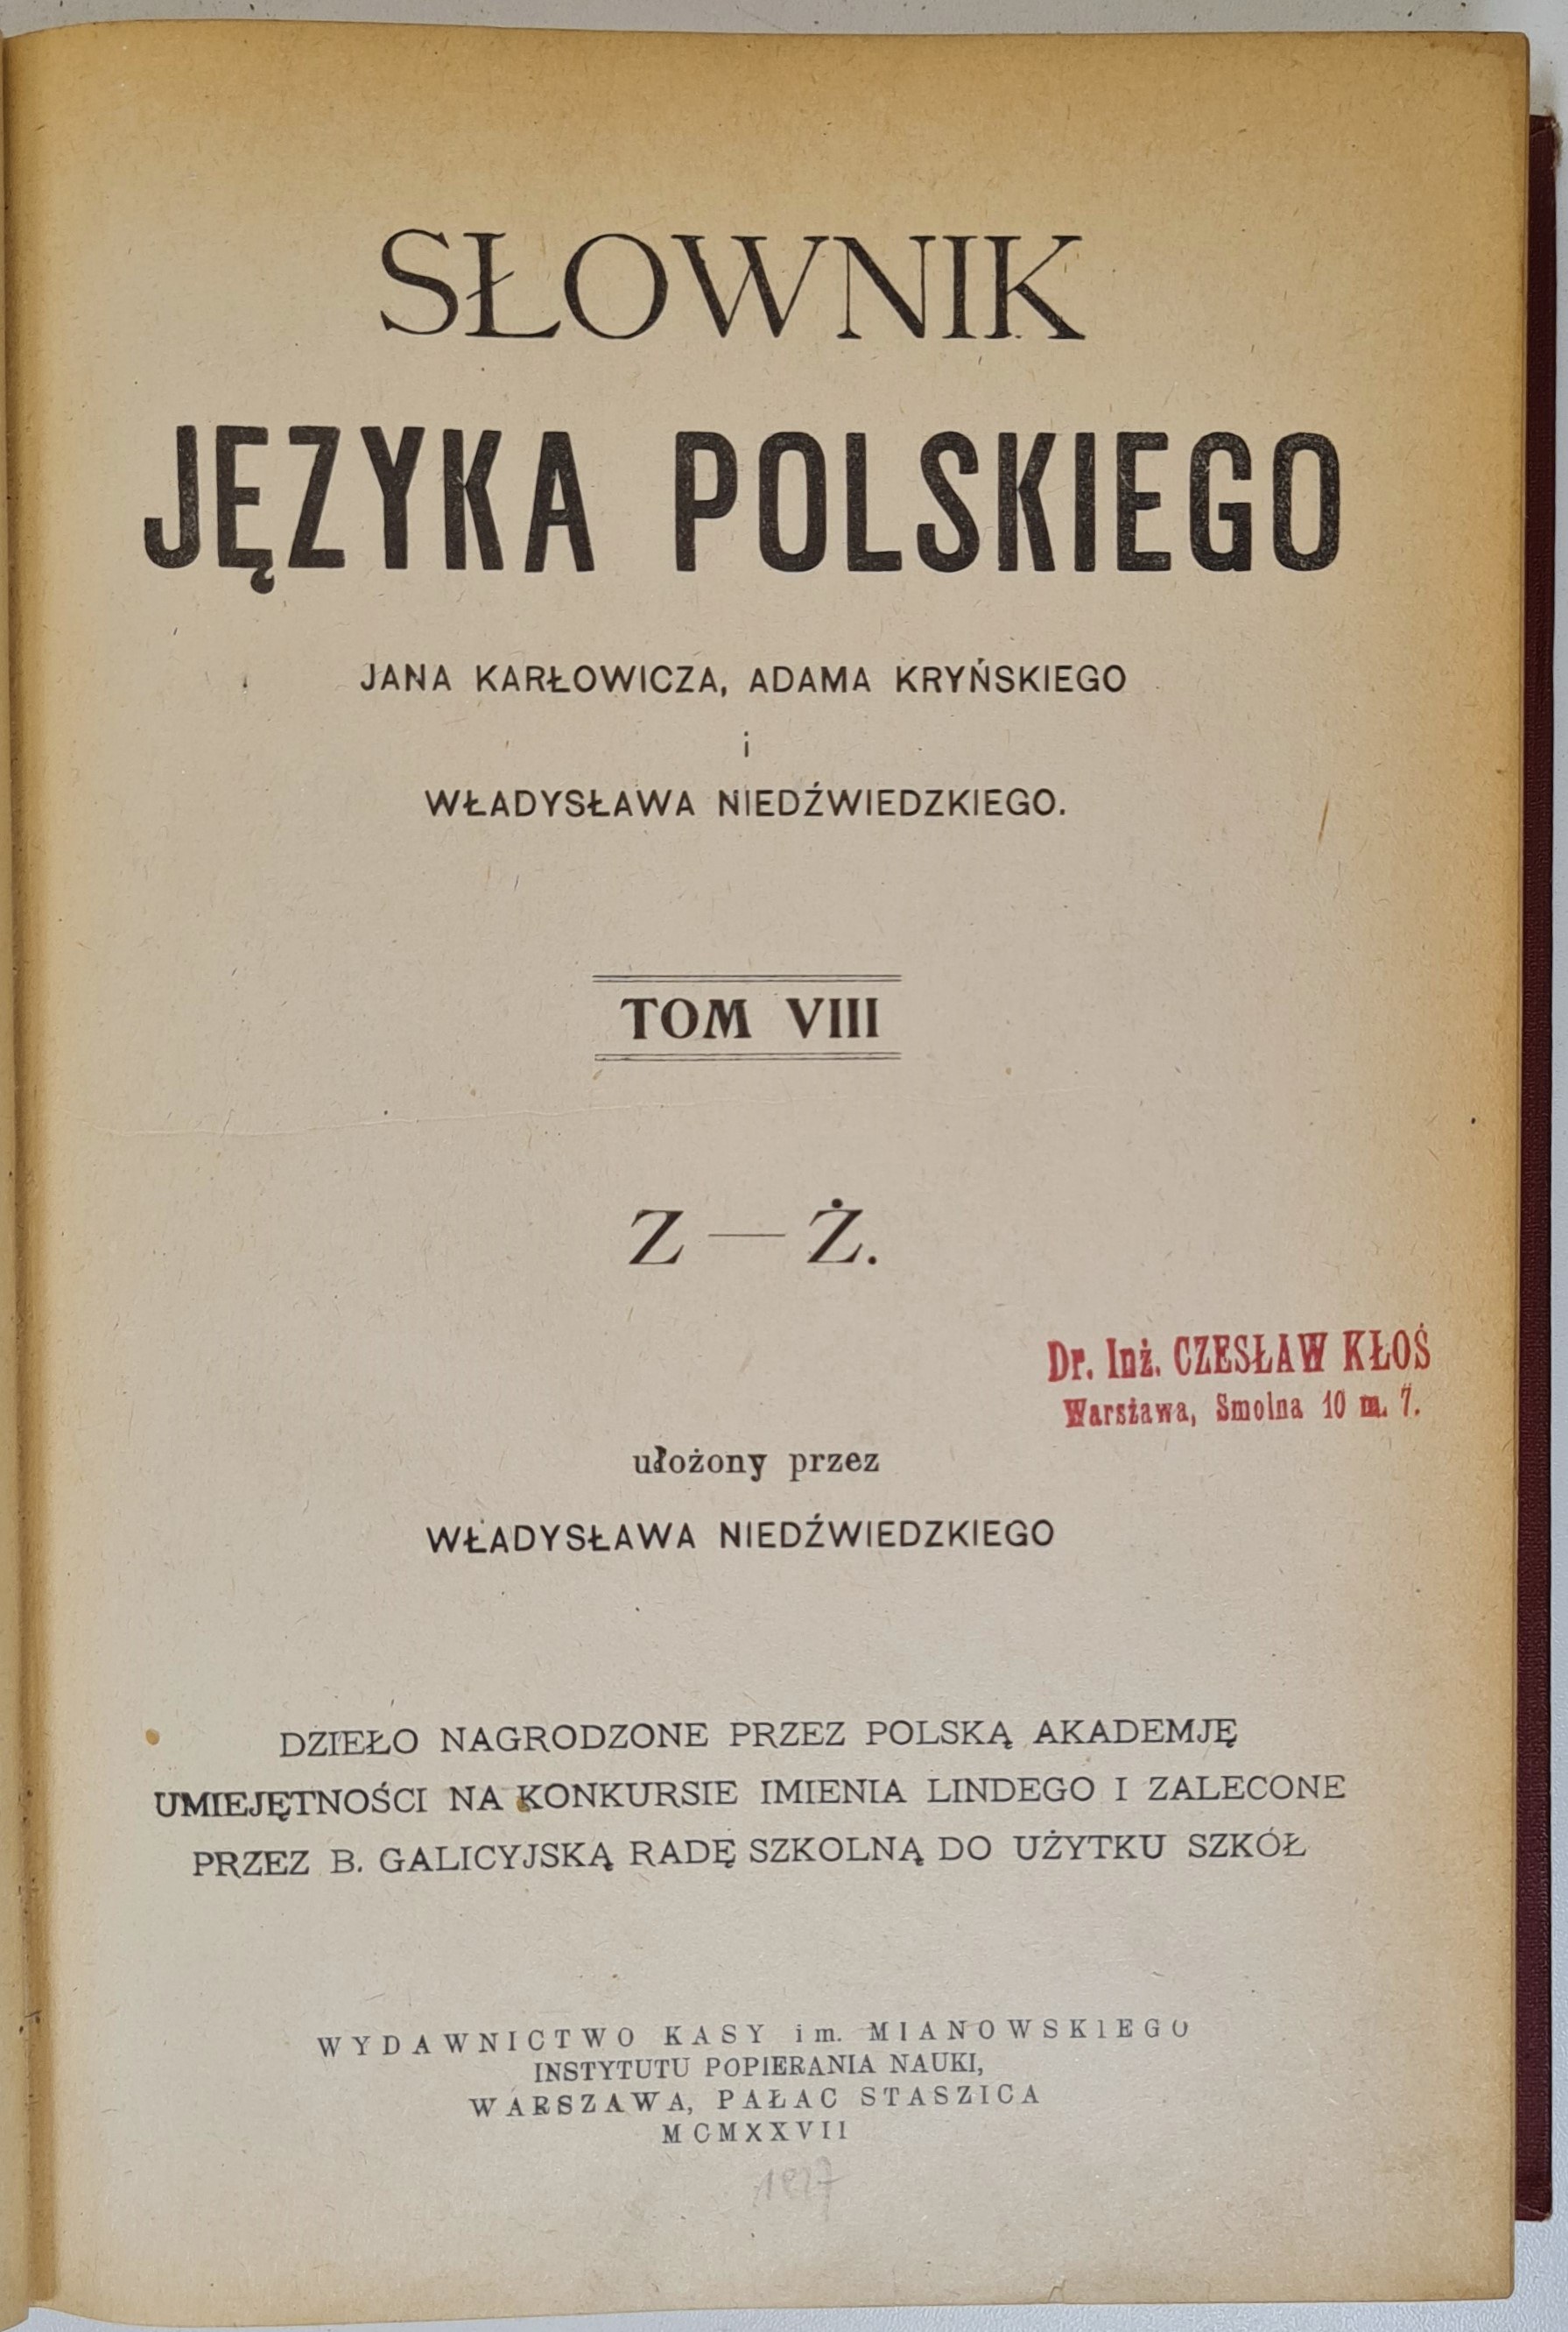 SŁOWNIK
JĘZYKA POLSKIEGO
JANA KARŁOWICZA, ADAMA KRYŃSKIEGO
i
WŁADYSŁAWA NIEDŹWIEDZKIEGO.
TOM VIII
Z — Ż.
Dr. Inż. CZESŁAW KŁOŚ
Warszawa, Smolna 10 m. 7.
ułożony przez
WŁADYSŁAWA NIEDŹWIEDZKIEGO
DZIEŁO NAGRODZONE PRZEZ POLSKĄ AKADEMJĘ
UMIEJĘTNOŚCI NA KONKURSIE IMIENIA LINDEGO I ZALECONE
PRZEZ B. GALICYJSKĄ RADĘ SZKOLNĄ DO UŻYTKU SZKÓŁ
WYDAWNICTWO KASY im. MIANOWSKIEGO
INSTYTUTU POPIERANIA NAUKI,
WARSZAWA, PAŁAC STASZICA
MCMXXVII
1927